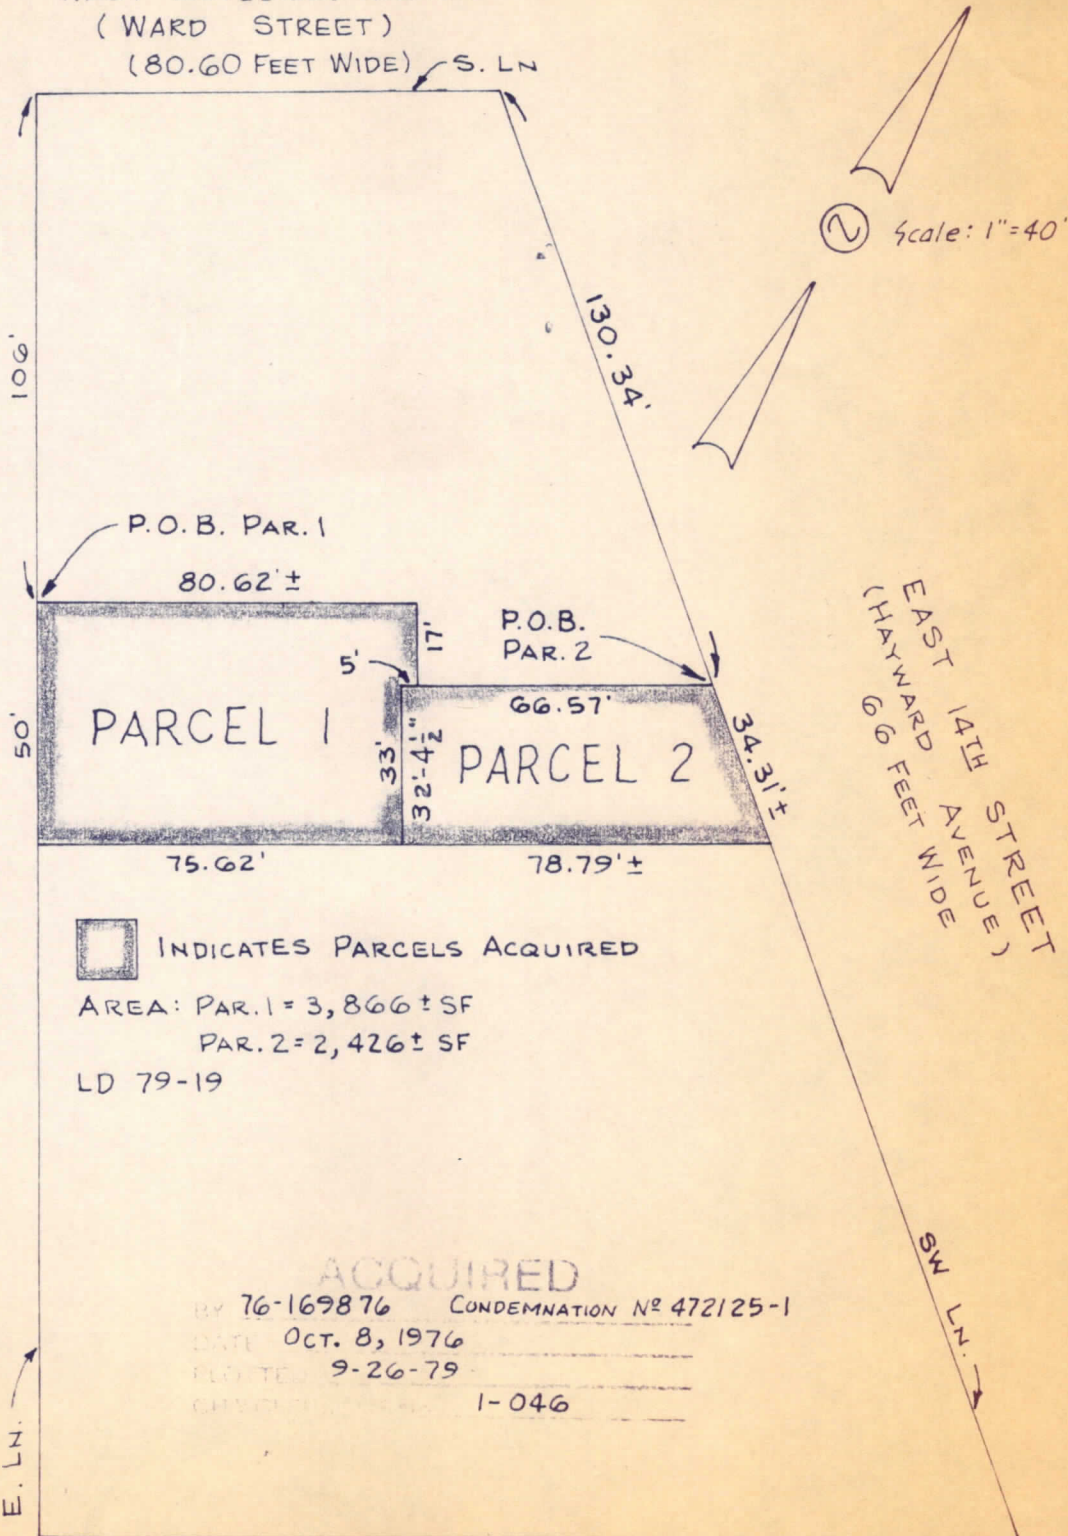 ( WARD STREET )
(80.60 FEET WIDE)
S. LN
Scale: 1"=40'
2
106'
130.34'
P.O.B. PAR. 1
80.62'±
17'
P.O.B.
PAR. 2
5'
66.57'
50'
PARCEL 1
33'
32'-4½"
PARCEL 2
34.31'±
75.62'
78.79'±
EAST 14TH STREET
(HAYWARD AVENUE)
66 FEET WIDE
INDICATES PARCELS ACQUIRED
AREA: PAR. 1 = 3,866± SF
PAR. 2 = 2,426± SF
LD 79-19
ACQUIRED
BY 76-169876 CONDEMNATION Nº 472125-1
DATE OCT. 8, 1976
PLOTTED 9-26-79
1-046
SW LN.
E. LN.